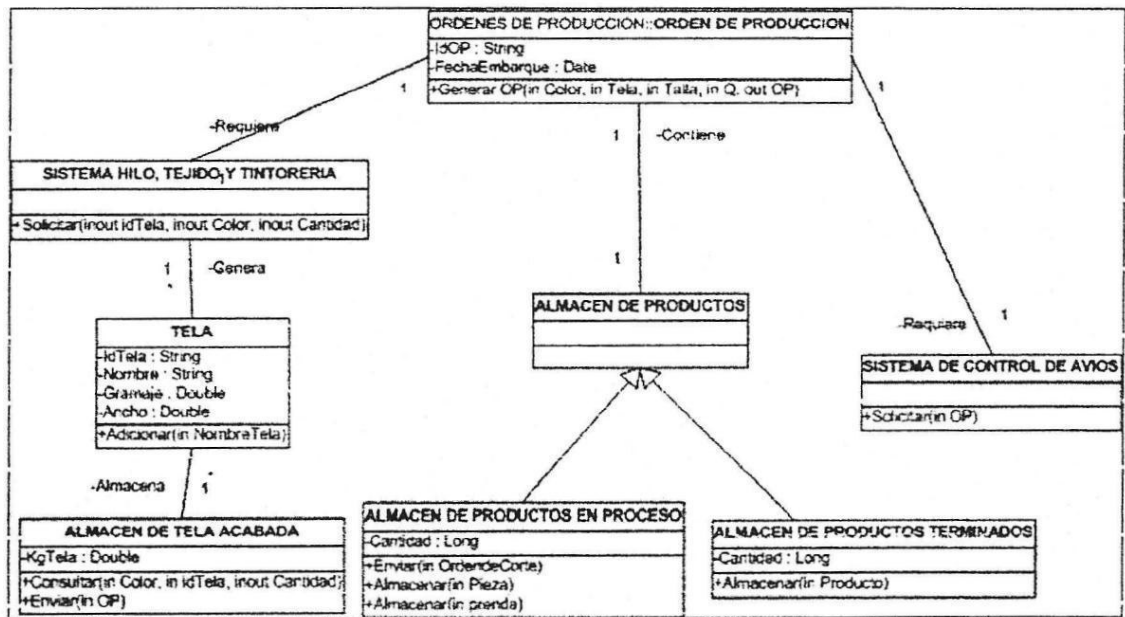 ORDENES DE PRODUCCION::ORDEN DE PRODUCCION
-IdOP : String
-FechaEmbarque : Date
+Generar OP(in Color, in Tela, in Talla, in Q, out OP)
1
1
-Requiere
1
-Contiene
SISTEMA HILO, TEJIDO Y TINTORERIA
1
+Solicitar(inout idTela, inout Color, inout Cantidad)
1
-Genera
1
*
ALMACEN DE PRODUCTOS
TELA
-IdTela : String
-Nombre : String
-Gramaje : Double
-Ancho : Double
+Adicionar(in NombreTela)
-Requiere
1
SISTEMA DE CONTROL DE AVIOS
+Solicitar(in OP)
-Almacena
1
*
ALMACEN DE TELA ACABADA
-KgTela : Double
+Consultar(in Color, in idTela, inout Cantidad)
+Enviar(in OP)
ALMACEN DE PRODUCTOS EN PROCESO
-Cantidad : Long
+Enviar(in OrdendeCorte)
+Almacenar(in Pieza)
+Almacenar(in prenda)
ALMACEN DE PRODUCTOS TERMINADOS
-Cantidad : Long
+Almacenar(in Producto)